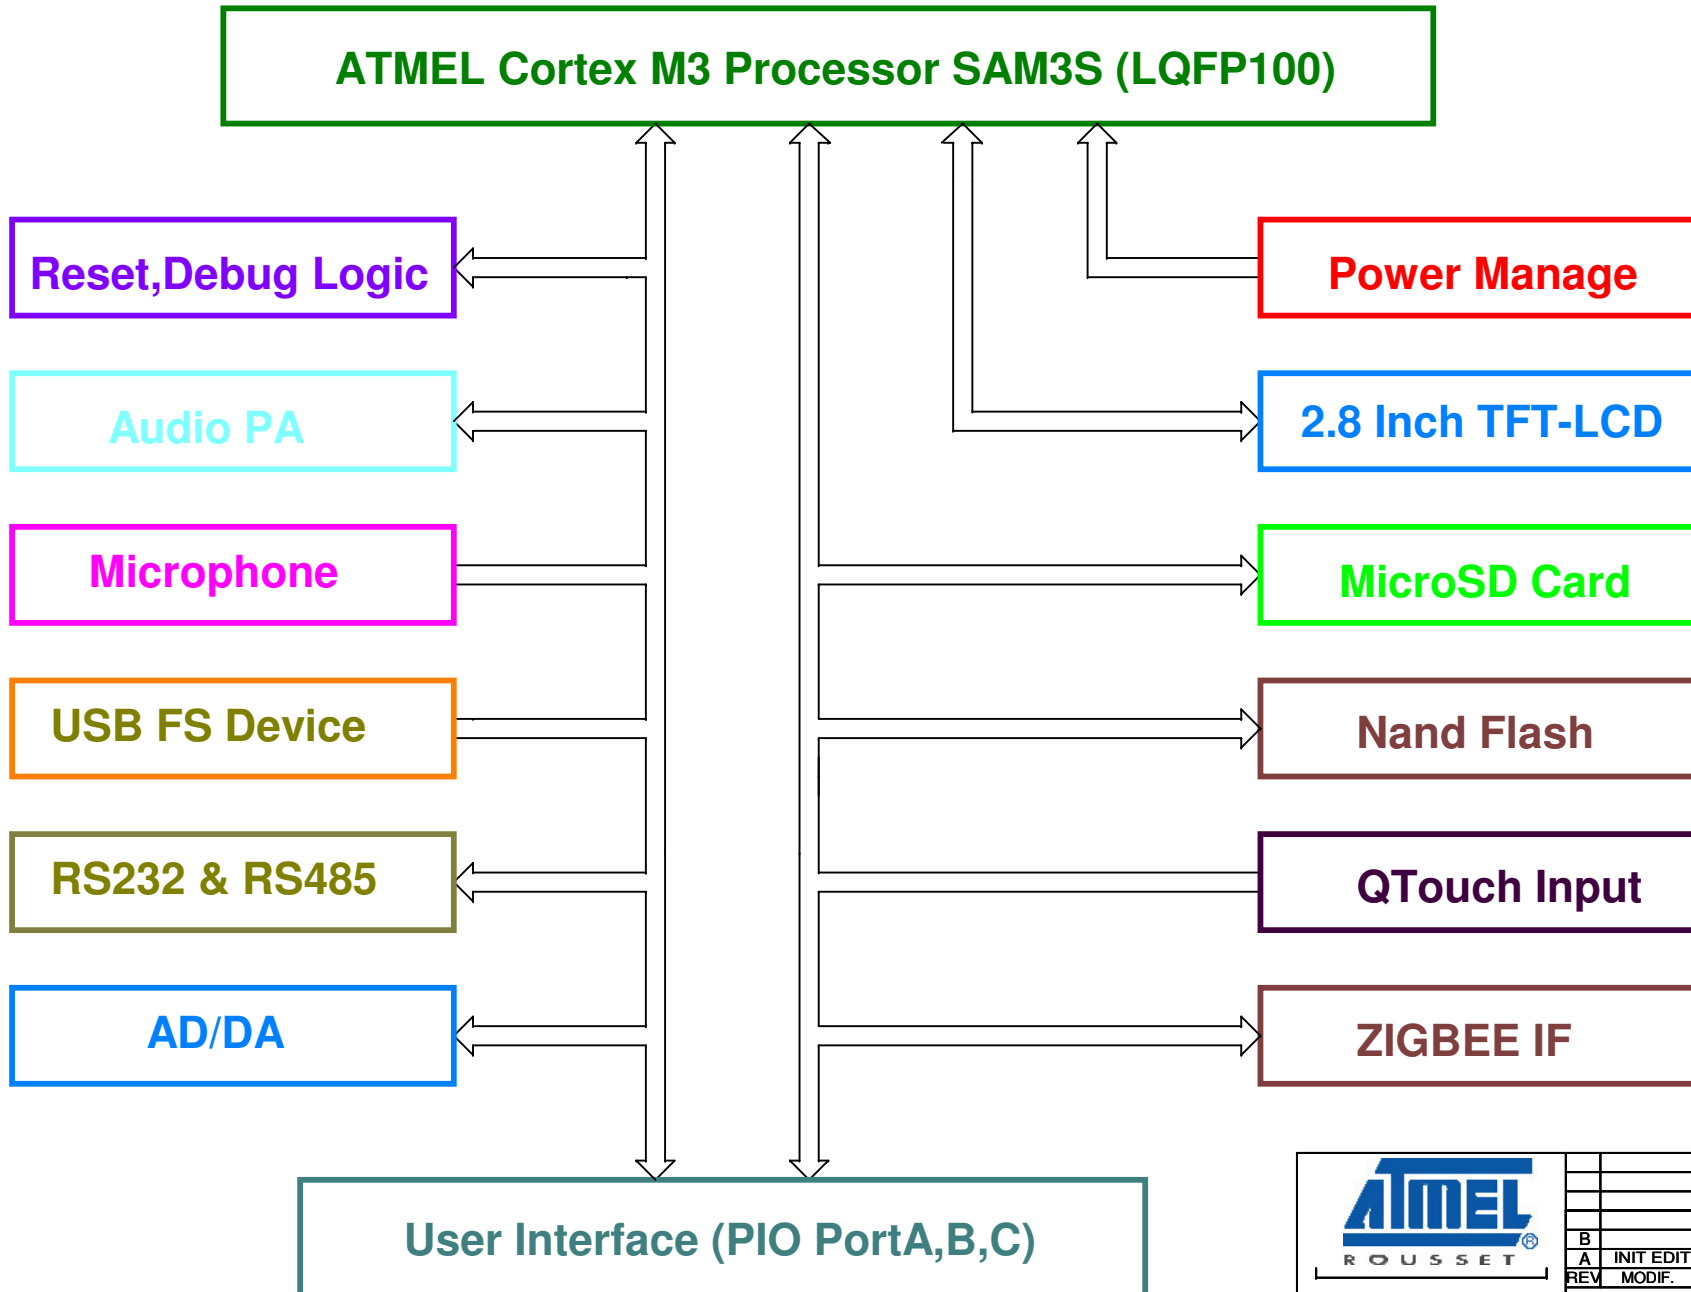 ATMEL Cortex M3 Processor SAM3S (LQFP100)
Reset,Debug Logic
Power Manage
Audio PA
2.8 Inch TFT-LCD
Microphone
MicroSD Card
USB FS Device
Nand Flash
RS232 & RS485
QTouch Input
AD/DA
ZIGBEE IF
User Interface (PIO PortA,B,C)
ATMEL ®
ROUSSET
B
A INIT EDIT
REV MODIF.